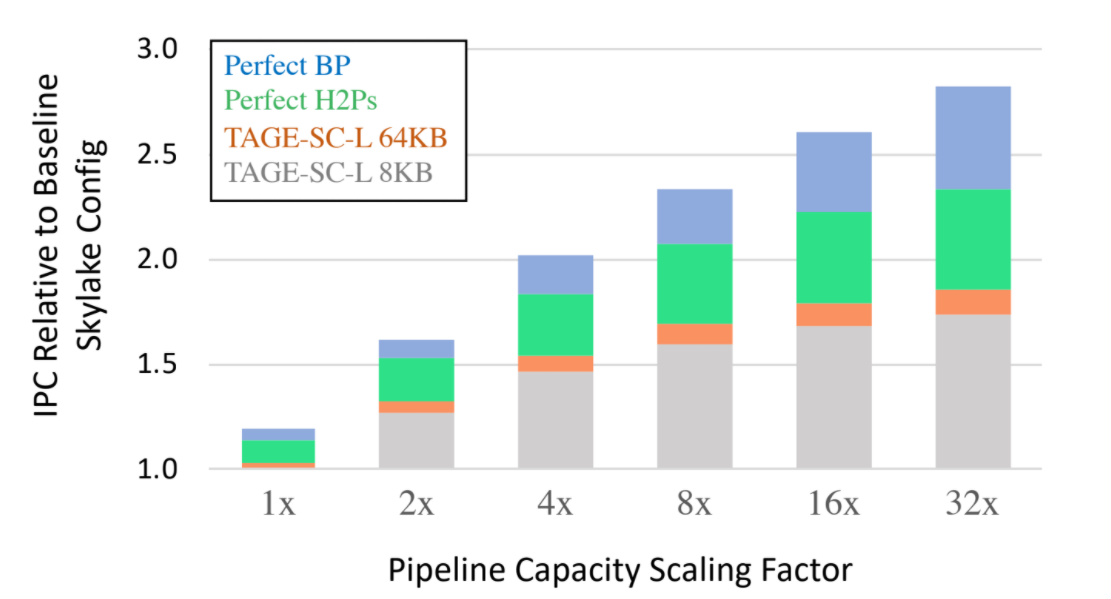 3.0
Perfect BP
Perfect H2Ps
TAGE-SC-L 64KB
TAGE-SC-L 8KB
2.5
2.0
1.5
1.0
IPC Relative to Baseline
Skylake Config
1x 2x 4x 8x 16x 32x
Pipeline Capacity Scaling Factor